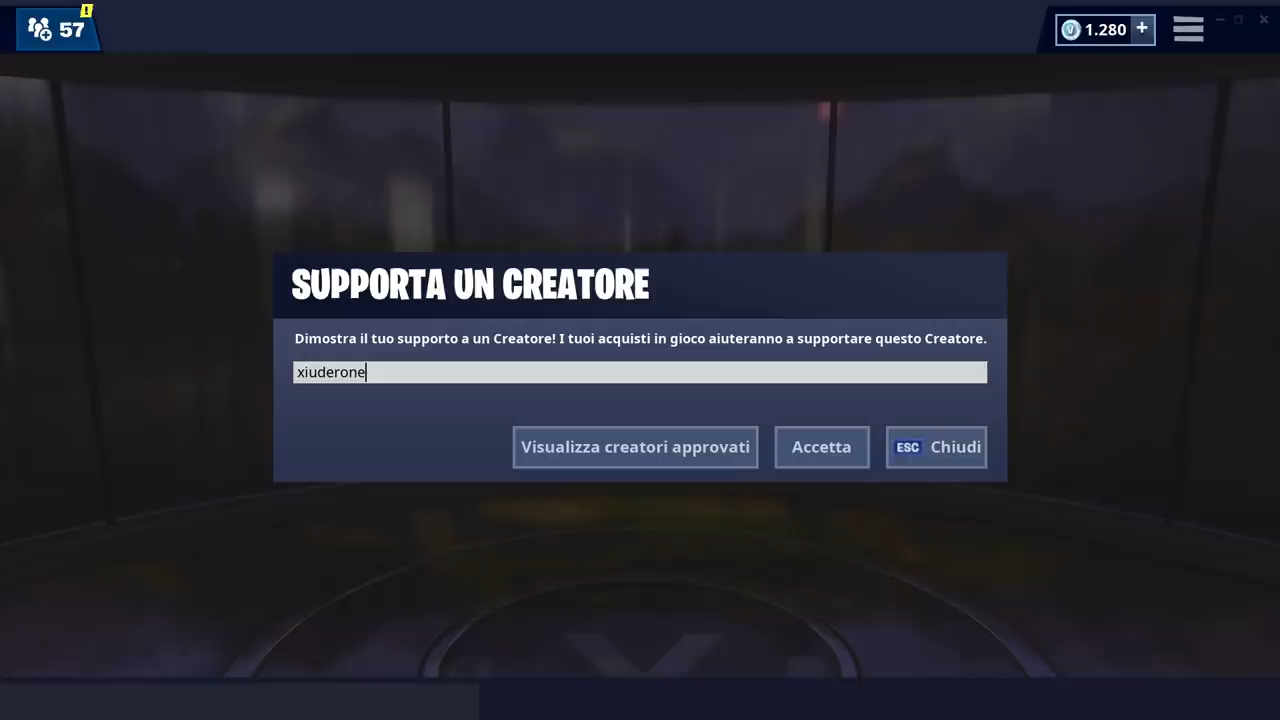 57
!
1.280 +
SUPPORTA UN CREATORE
Dimostra il tuo supporto a un Creatore! I tuoi acquisti in gioco aiuteranno a supportare questo Creatore.
xiuderone
Visualizza creatori approvati
Accetta
ESC Chiudi